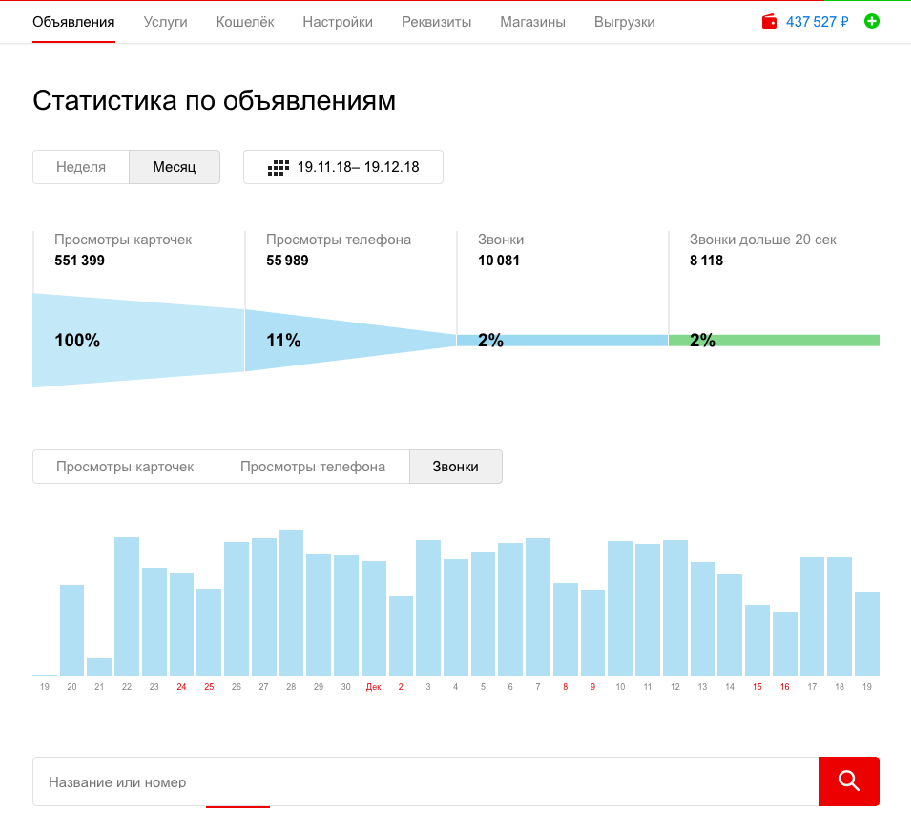 Объявления Услуги Кошелёк Настройки Реквизиты Магазины Выгрузки 437 527 ₽
Статистика по объявлениям
Неделя Месяц 19.11.18– 19.12.18
Просмотры карточек Просмотры телефона Звонки Звонки дольше 20 сек
551 399 55 989 10 081 8 118
100% 11% 2% 2%
Просмотры карточек Просмотры телефона Звонки
19 20 21 22 23 24 25 26 27 28 29 30 Дек 2 3 4 5 6 7 8 9 10 11 12 13 14 15 16 17 18 19
Название или номер